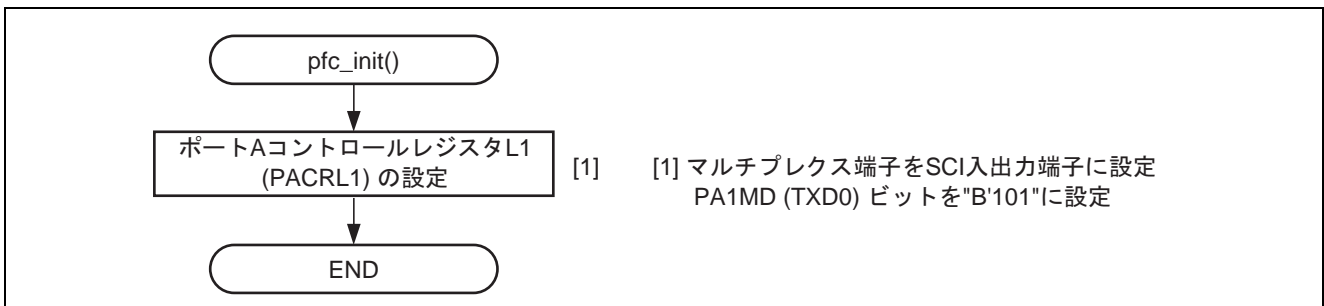 pfc_init()
ポートAコントロールレジスタL1
(PACRL1) の設定
[1]
[1] マルチプレクス端子をSCI入出力端子に設定
PA1MD (TXD0) ビットを"B'101"に設定
END